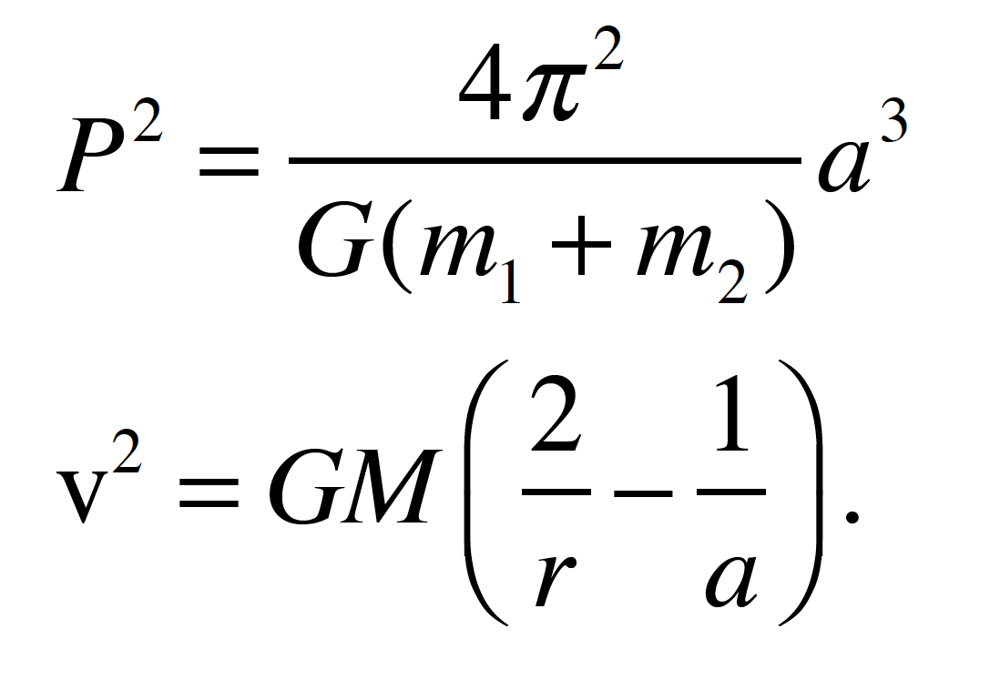 P² = 4π² / G(m₁ + m₂) a³
v² = GM (2/r − 1/a).